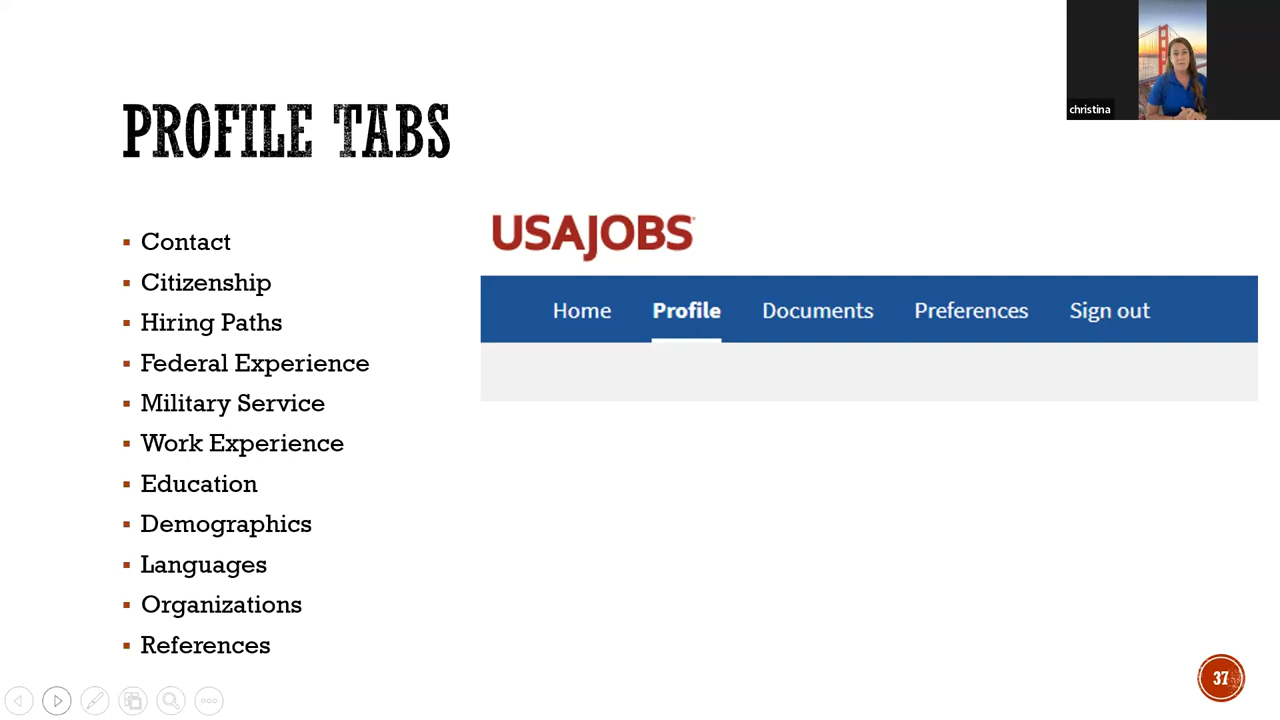 christina
PROFILE TABS
Contact
Citizenship
Hiring Paths
Federal Experience
Military Service
Work Experience
Education
Demographics
Languages
Organizations
References
USAJOBS
Home Profile Documents Preferences Sign out
37